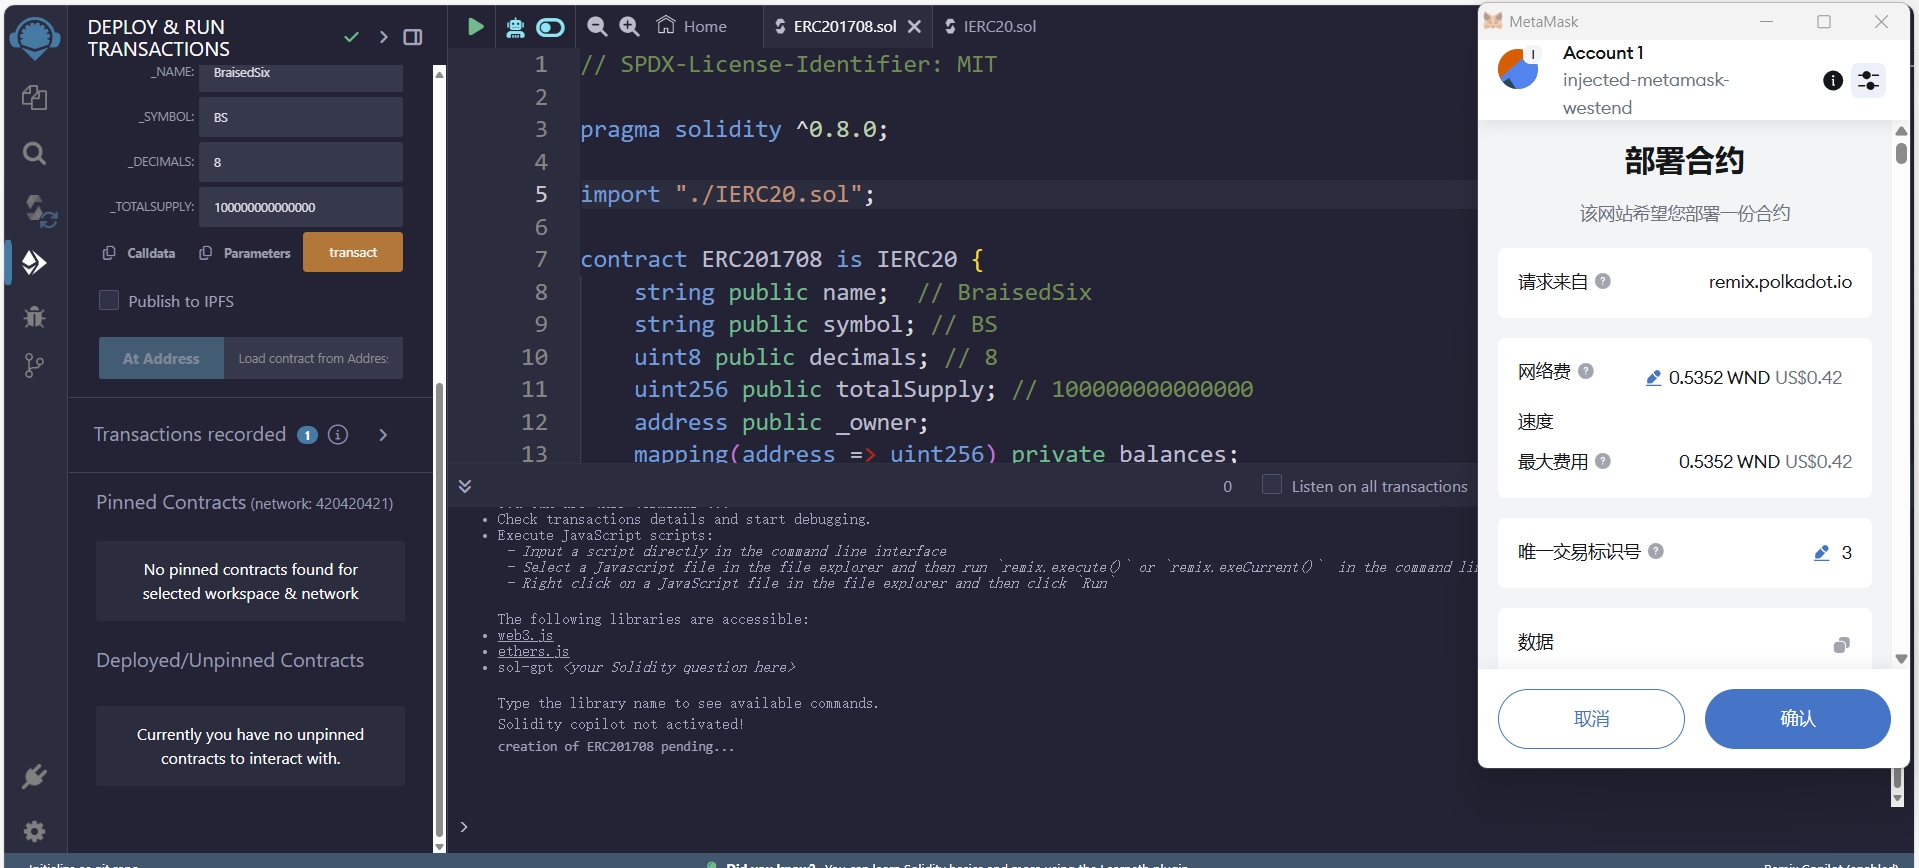 DEPLOY & RUN
TRANSACTIONS
_NAME:
BraisedSix
_SYMBOL:
BS
_DECIMALS:
8
_TOTALSUPPLY:
100000000000000
Calldata
Parameters
transact
Publish to IPFS
At Address
Load contract from Addres
Transactions recorded
1
Pinned Contracts (network: 420420421)
No pinned contracts found for
selected workspace & network
Deployed/Unpinned Contracts
Currently you have no unpinned
contracts to interact with.
Home
ERC201708.sol
IERC20.sol
1 // SPDX-License-Identifier: MIT
2
3 pragma solidity ^0.8.0;
4
5 import "./IERC20.sol";
6
7 contract ERC201708 is IERC20 {
8 string public name;  // BraisedSix
9 string public symbol; // BS
10 uint8 public decimals; // 8
11 uint256 public totalSupply; // 100000000000000
12 address public _owner;
13 mapping(address => uint256) private balances;
0
Listen on all transactions
• Check transactions details and start debugging.
• Execute JavaScript scripts:
- Input a script directly in the command line interface
- Select a Javascript file in the file explorer and then run `remix.execute()` or `remix.exeCurrent()` in the command li
- Right click on a JavaScript file in the file explorer and then click `Run`
The following libraries are accessible:
• web3.js
• ethers.js
• sol-gpt <your Solidity question here>
Type the library name to see available commands.
Solidity copilot not activated!
creation of ERC201708 pending...
>
MetaMask
I
Account 1
injected-metamask-
westend
部署合约
该网站希望您部署一份合约
请求来自
remix.polkadot.io
网络费
0.5352 WND US$0.42
速度
最大费用
0.5352 WND US$0.42
唯一交易标识号
3
数据
取消
确认